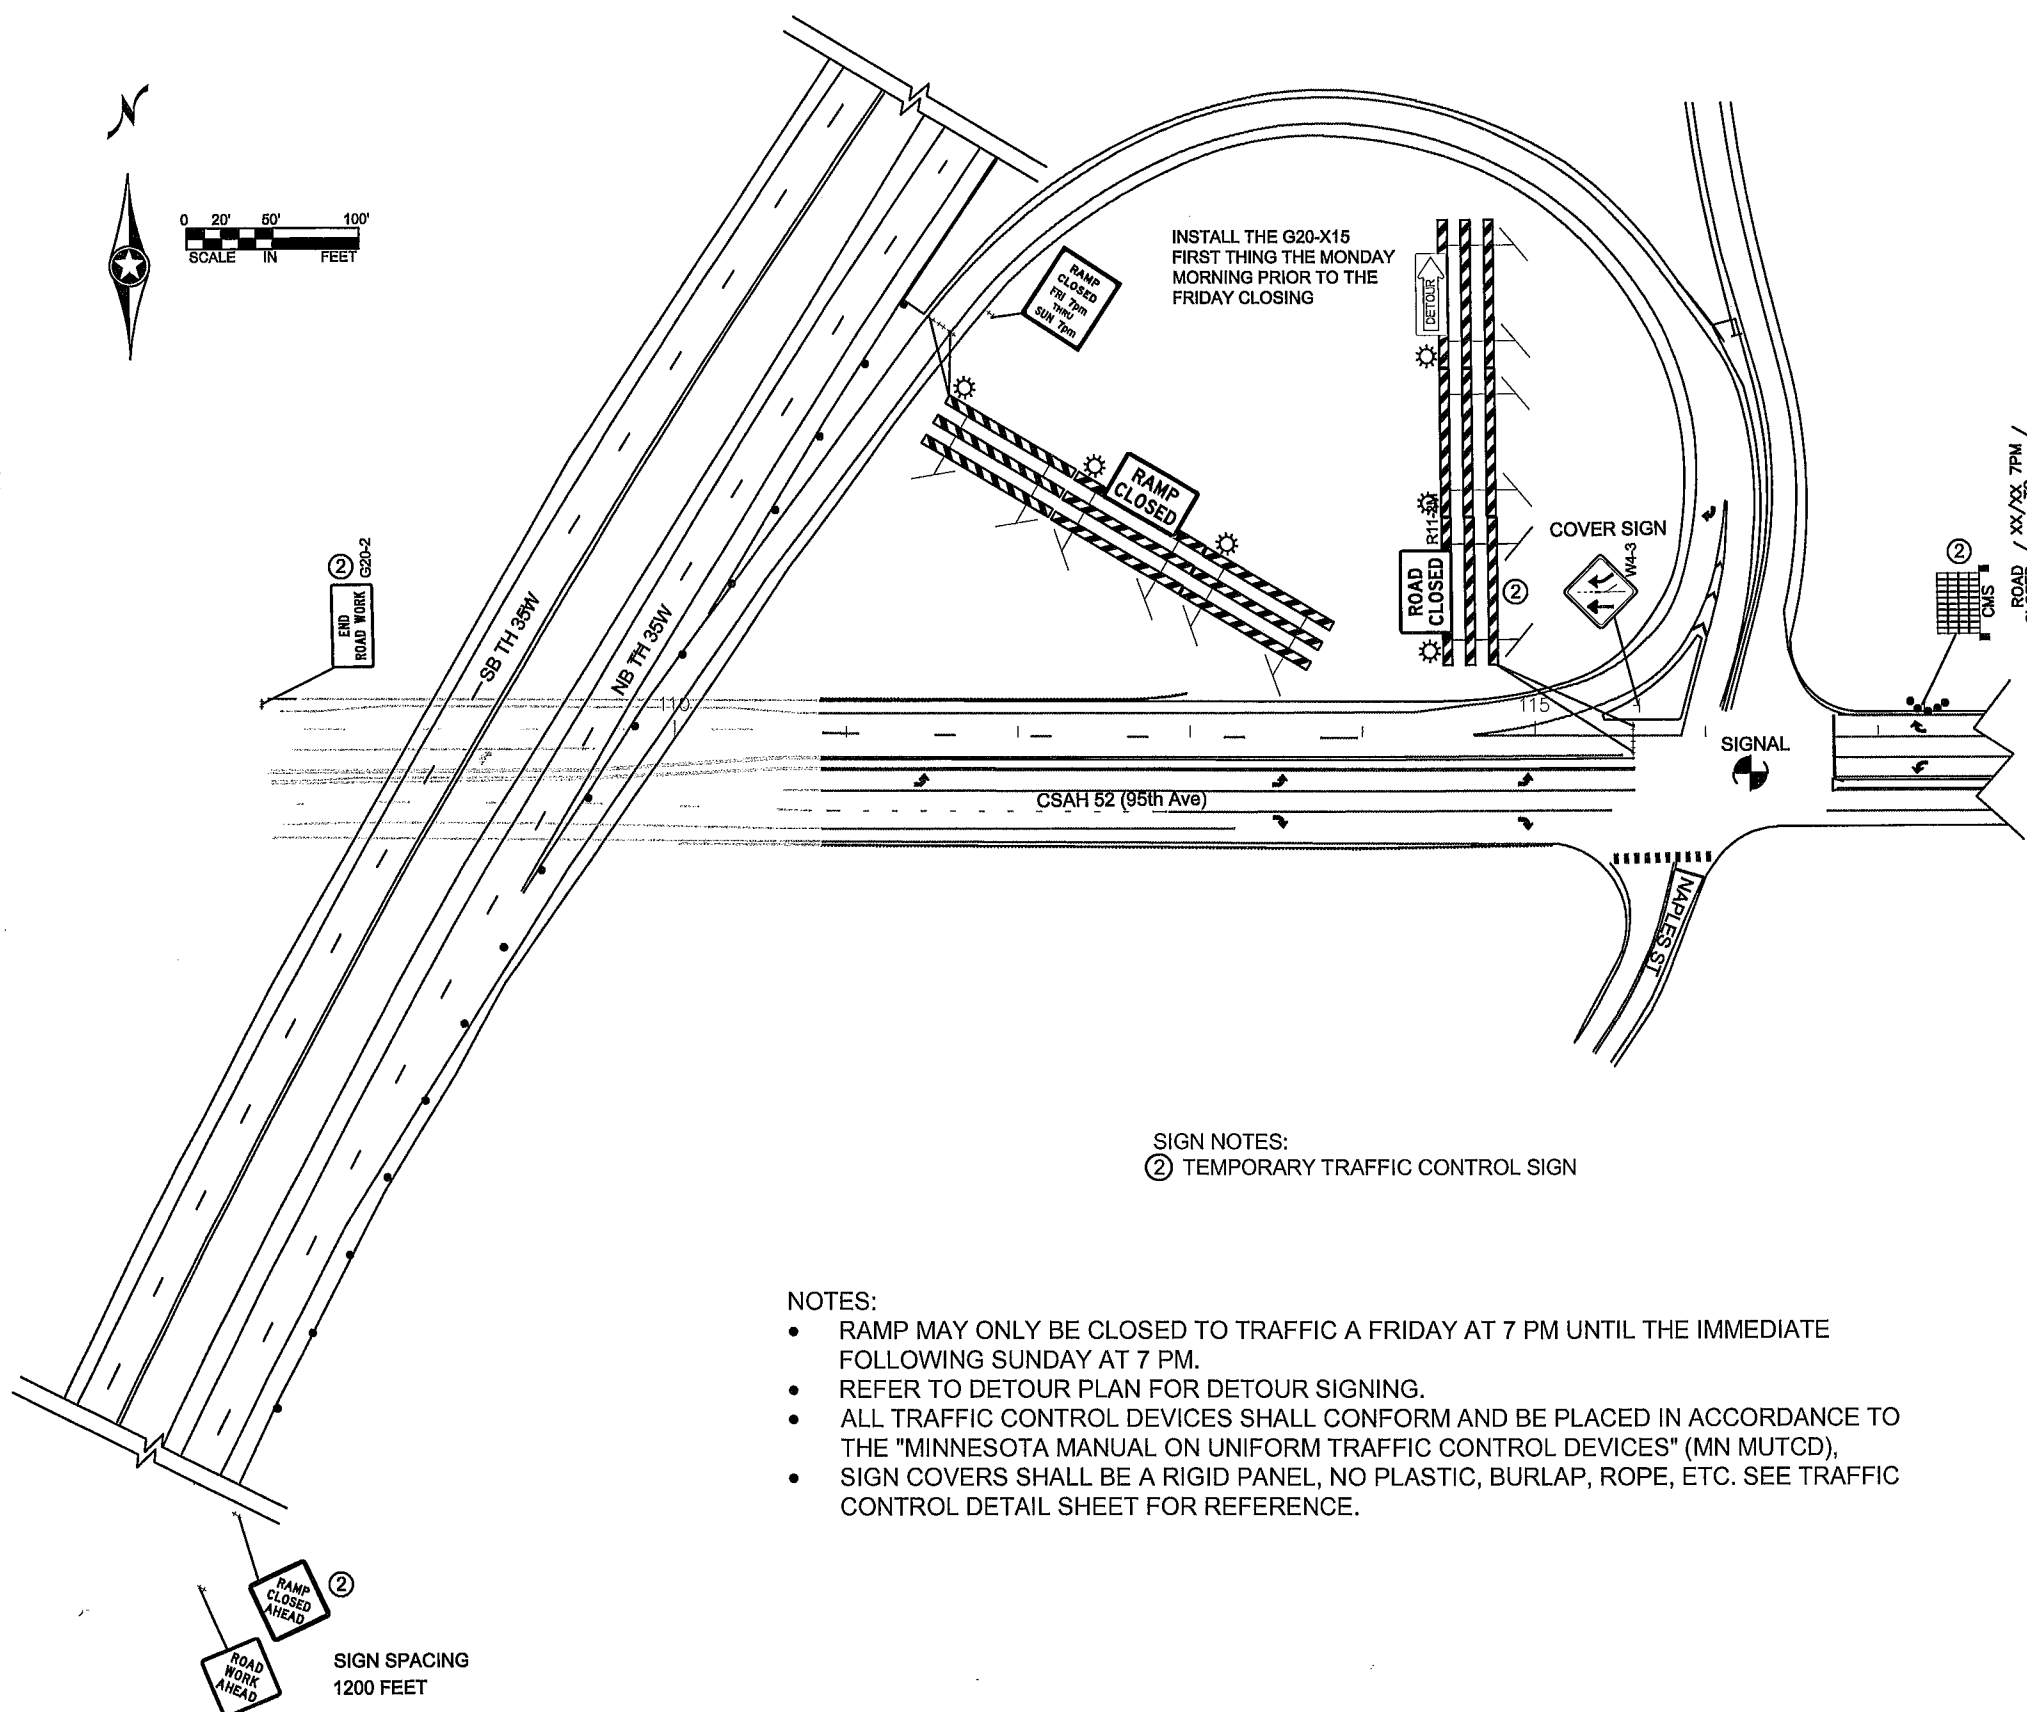 N
0 20' 50' 100'
SCALE IN FEET
INSTALL THE G20-X15
FIRST THING THE MONDAY
MORNING PRIOR TO THE
FRIDAY CLOSING
RAMP
CLOSED
FRI 7pm
THRU
SUN 7pm
DETOUR
RAMP
CLOSED
R11-2M
ROAD
CLOSED
2
COVER SIGN
W4-3
2
CMS
ROAD / XX/XX 7PM /
2
G20-2
END
ROAD WORK
SB TH 35W
NB TH 35W
110
115
SIGNAL
CSAH 52 (95th Ave)
NAPLES ST
SIGN NOTES:
2 TEMPORARY TRAFFIC CONTROL SIGN
NOTES:
• RAMP MAY ONLY BE CLOSED TO TRAFFIC A FRIDAY AT 7 PM UNTIL THE IMMEDIATE
FOLLOWING SUNDAY AT 7 PM.
• REFER TO DETOUR PLAN FOR DETOUR SIGNING.
• ALL TRAFFIC CONTROL DEVICES SHALL CONFORM AND BE PLACED IN ACCORDANCE TO
THE "MINNESOTA MANUAL ON UNIFORM TRAFFIC CONTROL DEVICES" (MN MUTCD),
• SIGN COVERS SHALL BE A RIGID PANEL, NO PLASTIC, BURLAP, ROPE, ETC. SEE TRAFFIC
CONTROL DETAIL SHEET FOR REFERENCE.
RAMP
CLOSED
AHEAD
2
ROAD
WORK
AHEAD
SIGN SPACING
1200 FEET